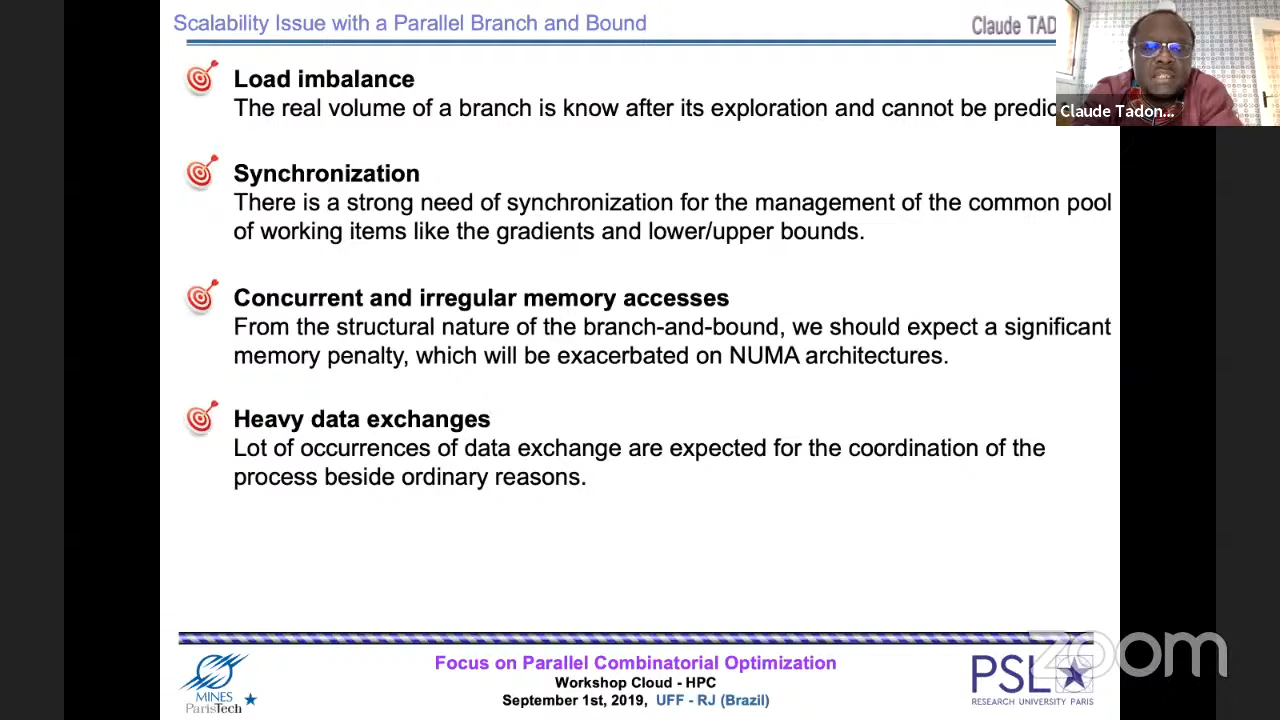 Scalability Issue with a Parallel Branch and Bound
Claude TAD
Claude Tadon...
Load imbalance
The real volume of a branch is know after its exploration and cannot be predic
Synchronization
There is a strong need of synchronization for the management of the common pool
of working items like the gradients and lower/upper bounds.
Concurrent and irregular memory accesses
From the structural nature of the branch-and-bound, we should expect a significant
memory penalty, which will be exacerbated on NUMA architectures.
Heavy data exchanges
Lot of occurrences of data exchange are expected for the coordination of the
process beside ordinary reasons.
zoom
Focus on Parallel Combinatorial Optimization
Workshop Cloud - HPC
September 1st, 2019, UFF - RJ (Brazil)
MINES
ParisTech
PSL
RESEARCH UNIVERSITY PARIS